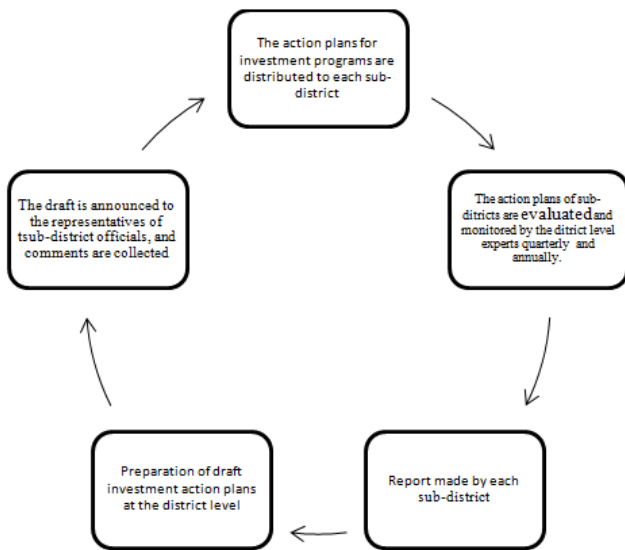 The action plans for
investment programs are
distributed to each sub-
district
The action plans of sub-
ditricts are evaluated and
monitored by the ditrict level
experts quarterly and
annually.
Report made by each
sub-district
Preparation of draft
investment action plans
at the district level
The draft is announced to
the representatives of
tsub-district officials, and
comments are collected